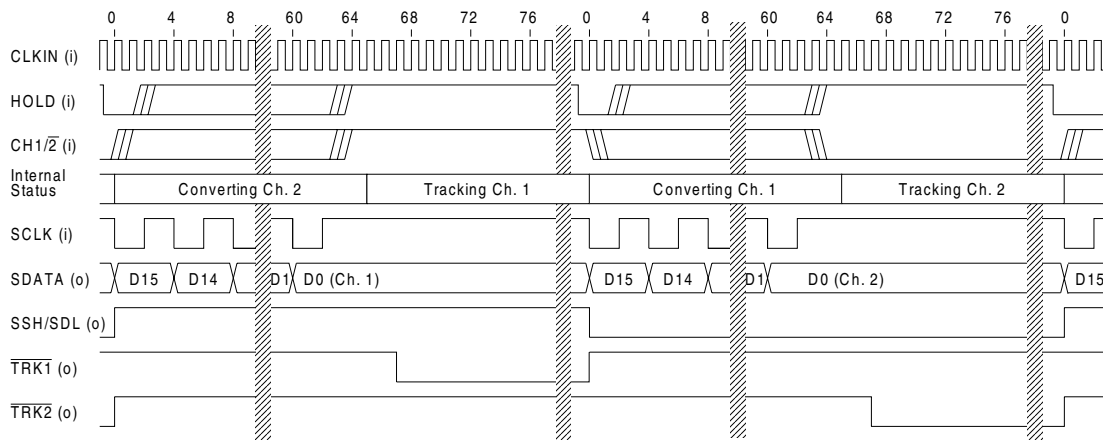 0 4 8 60 64 68 72 76 0 4 8 60 64 68 72 76 0
CLKIN (i)
HOLD (i)
CH1/2̅ (i)
Internal
Status
Converting Ch. 2 Tracking Ch. 1 Converting Ch. 1 Tracking Ch. 2
SCLK (i)
SDATA (o) D15 D14 D1 D0 (Ch. 1) D15 D14 D1 D0 (Ch. 2) D15
SSH/SDL (o)
T̅R̅K̅1̅ (o)
T̅R̅K̅2̅ (o)